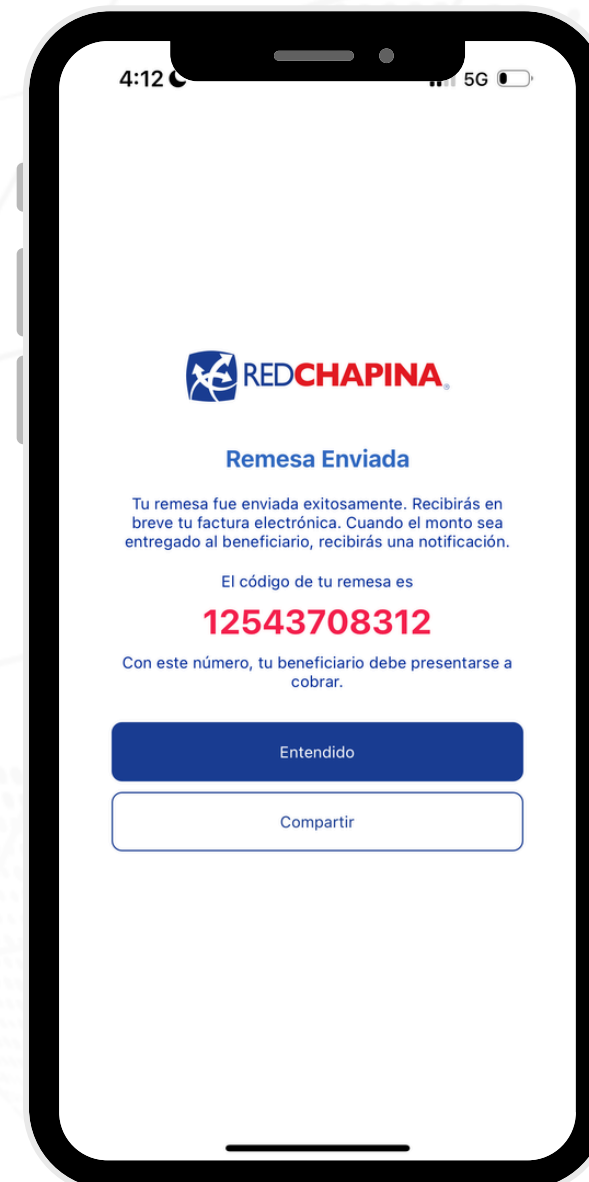 4:12
5G
REDCHAPINA®
Remesa Enviada
Tu remesa fue enviada exitosamente. Recibirás en
breve tu factura electrónica. Cuando el monto sea
entregado al beneficiario, recibirás una notificación.
El código de tu remesa es
12543708312
Con este número, tu beneficiario debe presentarse a
cobrar.
Entendido
Compartir